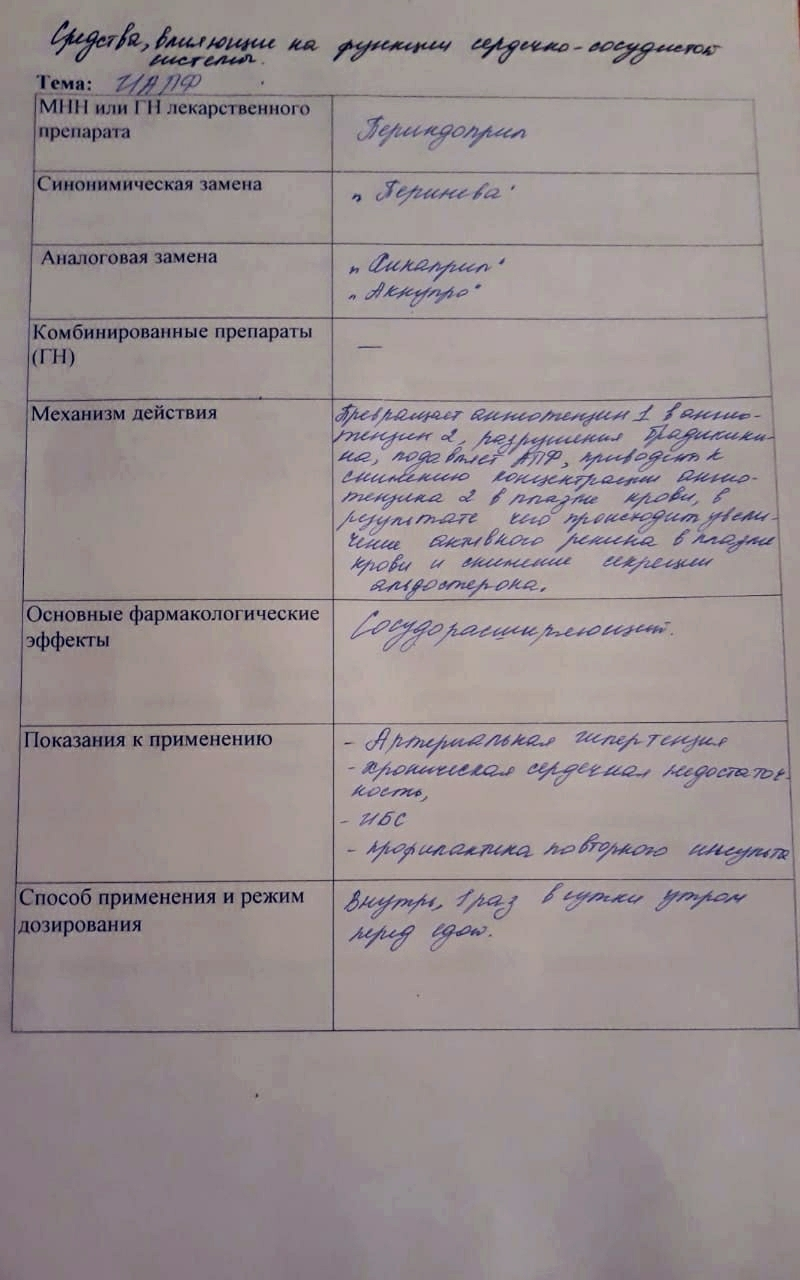 Средства, влияющие на функции сердечно-сосудистой
системы.
Тема: ИАПФ
МНН или ГН лекарственного
препарата
Периндоприл
Синонимическая замена
„Перинева"
Аналоговая замена
„Хинаприл"
„Аккупро"
Комбинированные препараты
(ГН)
—
Механизм действия
Превращает ангиотензин 1 в ангио-
тензин 2, разрушения брадикини-
на, подавляет АПФ, приводит к
снижению концентрации ангио-
тензина 2 в плазме крови, в
результате чего происходит увели-
чение активного ренина в плазме
крови и снижение секреции
альдостерона.
Основные фармакологические
эффекты
Сосудорасширяющий.
Показания к применению
- Артериальная гипертензия
- хроническая сердечная недостаточ-
ность,
- ИБС
- профилактика повторного инсульта
Способ применения и режим
дозирования
Внутрь, 1 раз в сутки утром
перед едой.